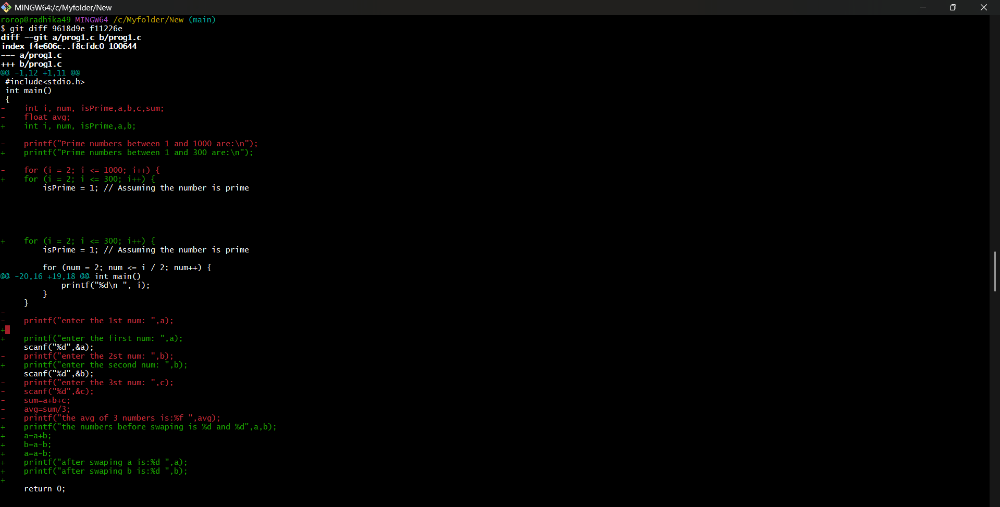 MINGW64:/c/Myfolder/New
rorop@radhika49 MINGW64 /c/Myfolder/New (main)
$ git diff 9618d9e f11226e
diff --git a/prog1.c b/prog1.c
index f4e606c..f8cfdc0 100644
--- a/prog1.c
+++ b/prog1.c
@@ -1,12 +1,11 @@
 #include<stdio.h>
 int main()
 {
-    int i, num, isPrime,a,b,c,sum;
-    float avg;
+    int i, num, isPrime,a,b;
-    printf("Prime numbers between 1 and 1000 are:\n");
+    printf("Prime numbers between 1 and 300 are:\n");
-    for (i = 2; i <= 1000; i++) {
+    for (i = 2; i <= 300; i++) {
         isPrime = 1; // Assuming the number is prime
+    for (i = 2; i <= 300; i++) {
         isPrime = 1; // Assuming the number is prime
         for (num = 2; num <= i / 2; num++) {
@@ -20,16 +19,18 @@ int main()
             printf("%d\n ", i);
         }
     }
-
-    printf("enter the 1st num: ",a);
+
+    printf("enter the first num: ",a);
     scanf("%d",&a);
-    printf("enter the 2st num: ",b);
+    printf("enter the second num: ",b);
     scanf("%d",&b);
-    printf("enter the 3st num: ",c);
-    scanf("%d",&c);
-    sum=a+b+c;
-    avg=sum/3;
-    printf("the avg of 3 numbers is:%f ",avg);
+    printf("the numbers before swaping is %d and %d",a,b);
+    a=a+b;
+    b=a-b;
+    a=a-b;
+    printf("after swaping a is:%d ",a);
+    printf("after swaping b is:%d ",b);
+
     return 0;